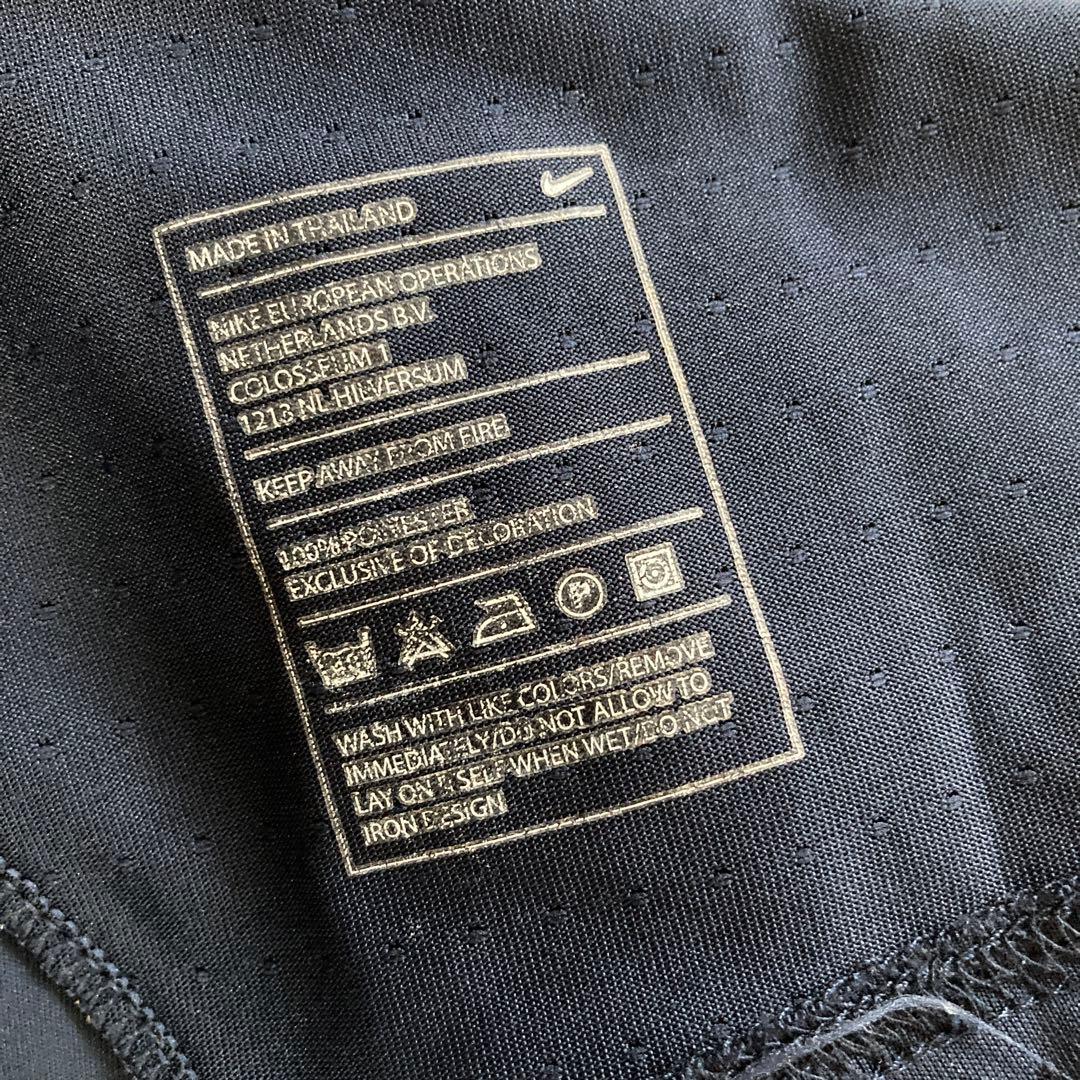 MADE IN THAILAND
NIKE EUROPEAN OPERATIONS
NETHERLANDS B.V.
COLOSSEUM 1
1213 NL HILVERSUM
KEEP AWAY FROM FIRE
100% POLYESTER
EXCLUSIVE OF DECORATION
WASH WITH LIKE COLORS/REMOVE
IMMEDIATELY/DO NOT ALLOW TO
LAY ON ITSELF WHEN WET/DO NOT
IRON DESIGN